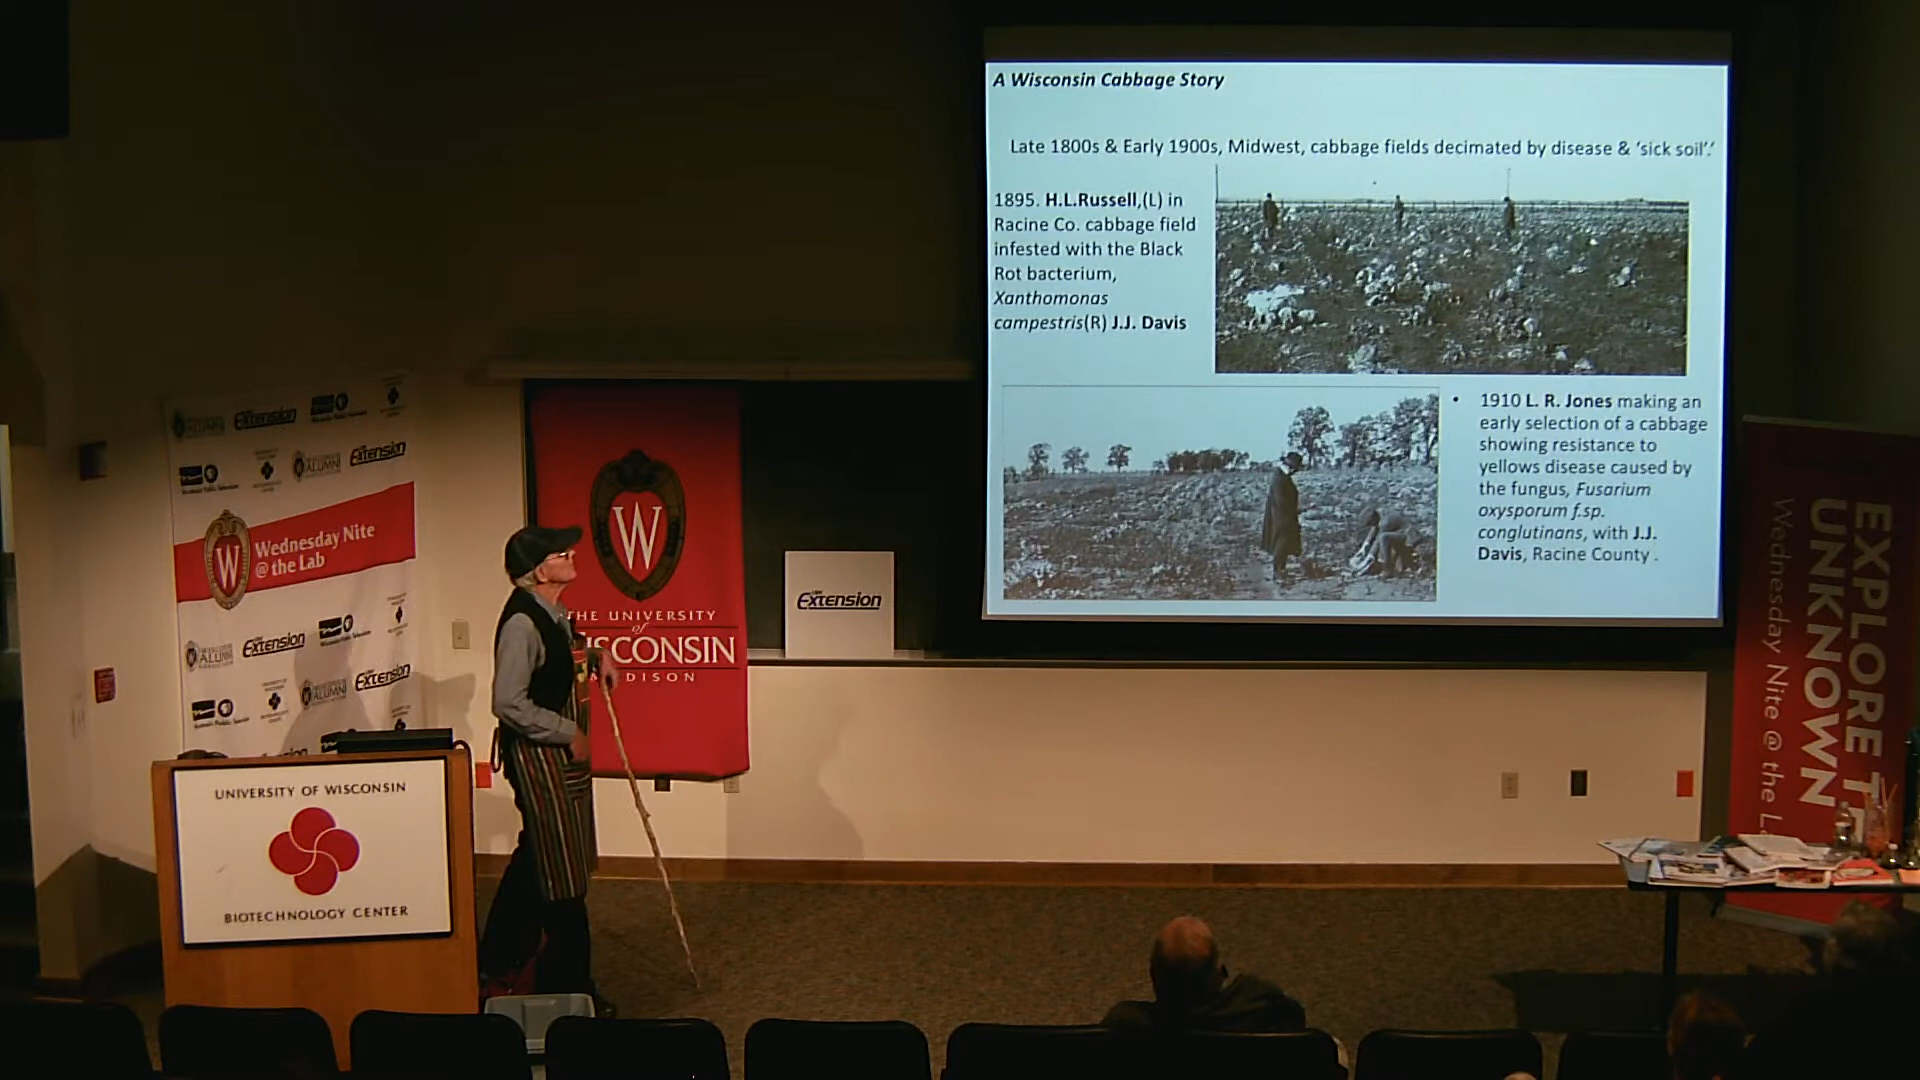 A Wisconsin Cabbage Story
Late 1800s & Early 1900s, Midwest, cabbage fields decimated by disease & 'sick soil'.'
1895. H.L.Russell,(L) in
Racine Co. cabbage field
infested with the Black
Rot bacterium,
Xanthomonas
campestris(R) J.J. Davis
• 1910 L. R. Jones making an
early selection of a cabbage
showing resistance to
yellows disease caused by
the fungus, Fusarium
oxysporum f.sp.
conglutinans, with J.J.
Davis, Racine County .
Extension
Extension
W
Wednesday Nite
@ the Lab
ALUMNI
Extension
Extension
W
THE UNIVERSITY
of
ISCONSIN
DISON
Extension
UNIVERSITY OF WISCONSIN
BIOTECHNOLOGY CENTER
EXPLORE T
UNKNOWN
Wednesday Nite @ the L